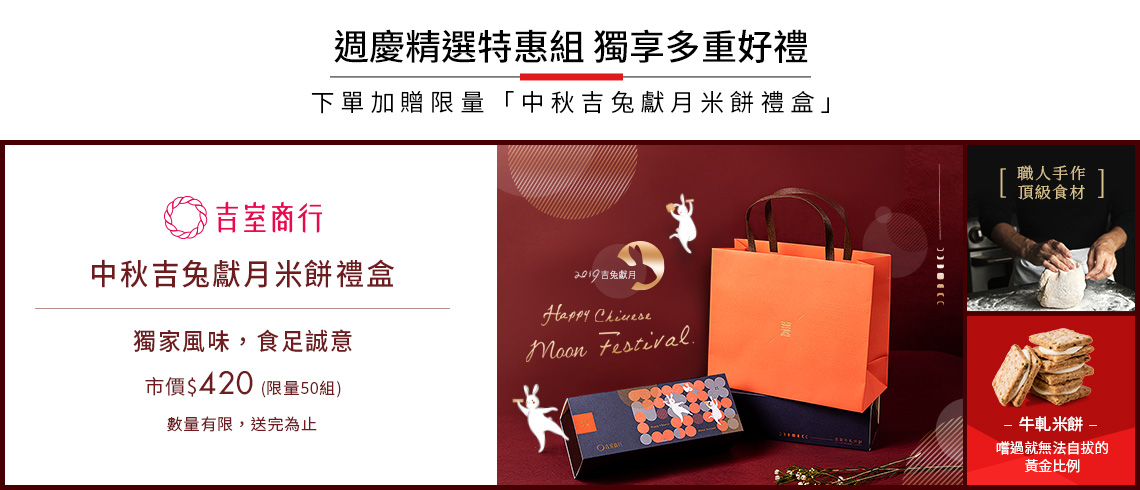 週慶精選特惠組 獨享多重好禮
下單加贈限量「中秋吉兔獻月米餅禮盒」
吉室商行
中秋吉兔獻月米餅禮盒
獨家風味，食足誠意
市價$420 (限量50組)
數量有限，送完為止
2019吉兔獻月
Happy Chinese
Moon Festival.
職人手作
頂級食材
– 牛軋米餅 –
嚐過就無法自拔的
黃金比例